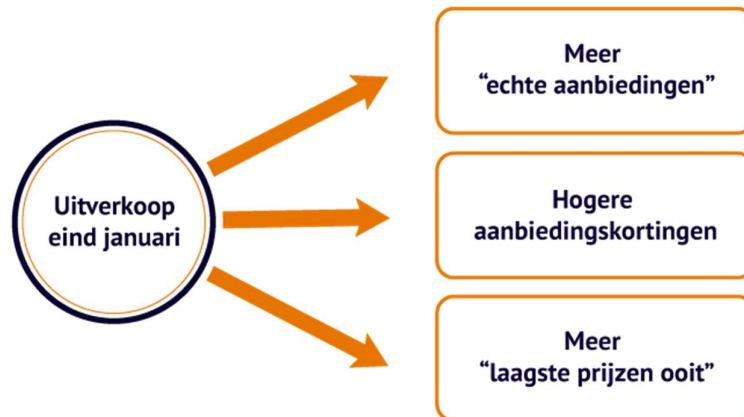 Uitverkoop
eind januari
Meer
“echte aanbiedingen”
Hogere
aanbiedingskortingen
Meer
“laagste prijzen ooit”